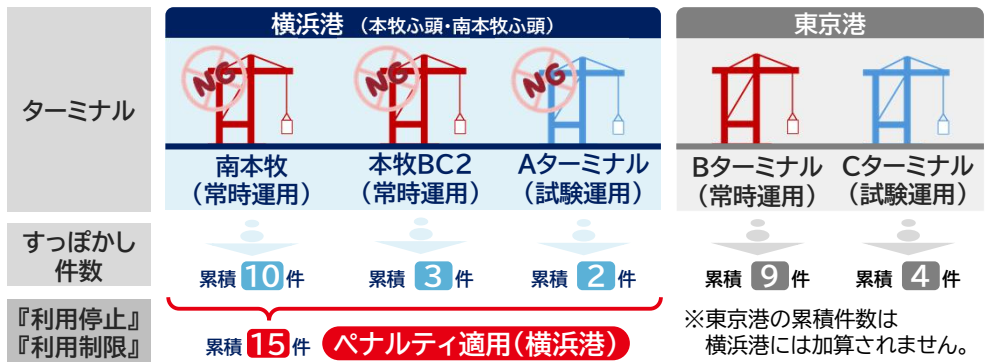 横浜港 (本牧ふ頭・南本牧ふ頭)
東京港
ターミナル
NG
NG
NG
南本牧
(常時運用)
本牧BC2
(常時運用)
Aターミナル
(試験運用)
Bターミナル
(常時運用)
Cターミナル
(試験運用)
すっぽかし
件数
累積 10 件
累積 3 件
累積 2 件
累積 9 件
累積 4 件
『利用停止』
『利用制限』
累積 15 件 ペナルティ適用(横浜港)
※東京港の累積件数は
横浜港には加算されません。